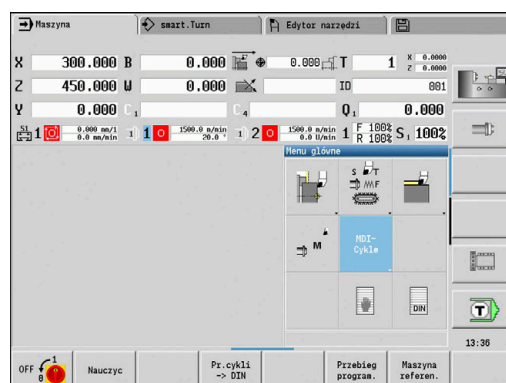 Maszyna
smart.Turn
Edytor narzędzi
X 300.000 B 0.000 0.000 T 1 X 0.0000
Z 0.0000
Z 450.000 U 0.000 ID 001
Y 0.000 C1 C4 Q1 0.000
S1 1 0.000 mm/1 1 1 1500.0 m/min 2 1500.0 m/min 1 F 100% S1 100%
0.0 mm/min 20.0 ° 0.0 U/min R 100%
Menu główne
S T
M/F
M
MDI-
Cykle
DIN
T
13:36
OFF 1
0
Nauczyc
Pr.cykli
-> DIN
Przebieg
program.
Maszyna
referen.